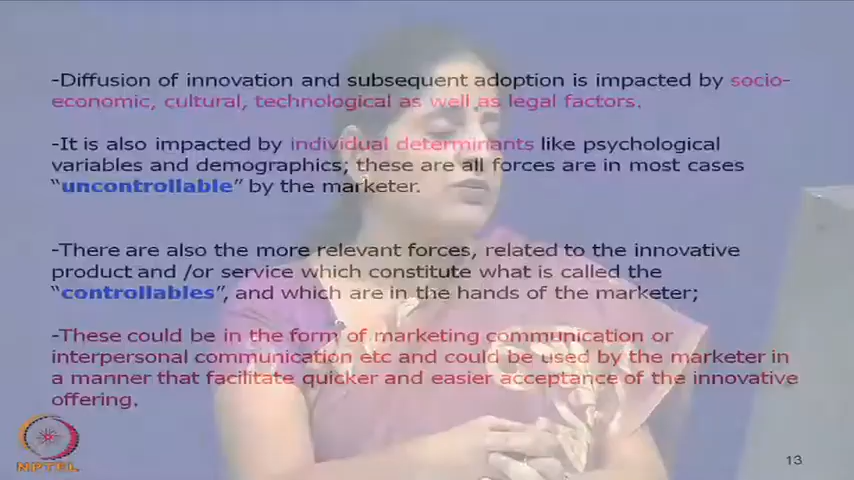 -Diffusion of innovation and subsequent adoption is impacted by socio-
economic, cultural, technological as well as legal factors.
-It is also impacted by individual determinants like psychological
variables and demographics; these are all forces are in most cases
“uncontrollable” by the marketer.
-There are also the more relevant forces, related to the innovative
product and /or service which constitute what is called the
“controllables”, and which are in the hands of the marketer;
-These could be in the form of marketing communication or
interpersonal communication etc and could be used by the marketer in
a manner that facilitate quicker and easier acceptance of the innovative
offering.
NPTEL
13